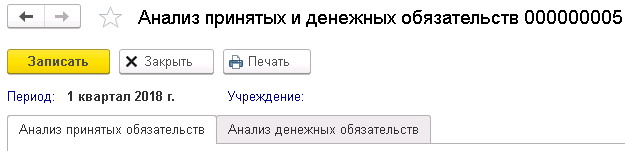 Анализ принятых и денежных обязательств 000000005
Записать Закрыть Печать
Период: 1 квартал 2018 г. Учреждение:
Анализ принятых обязательств Анализ денежных обязательств